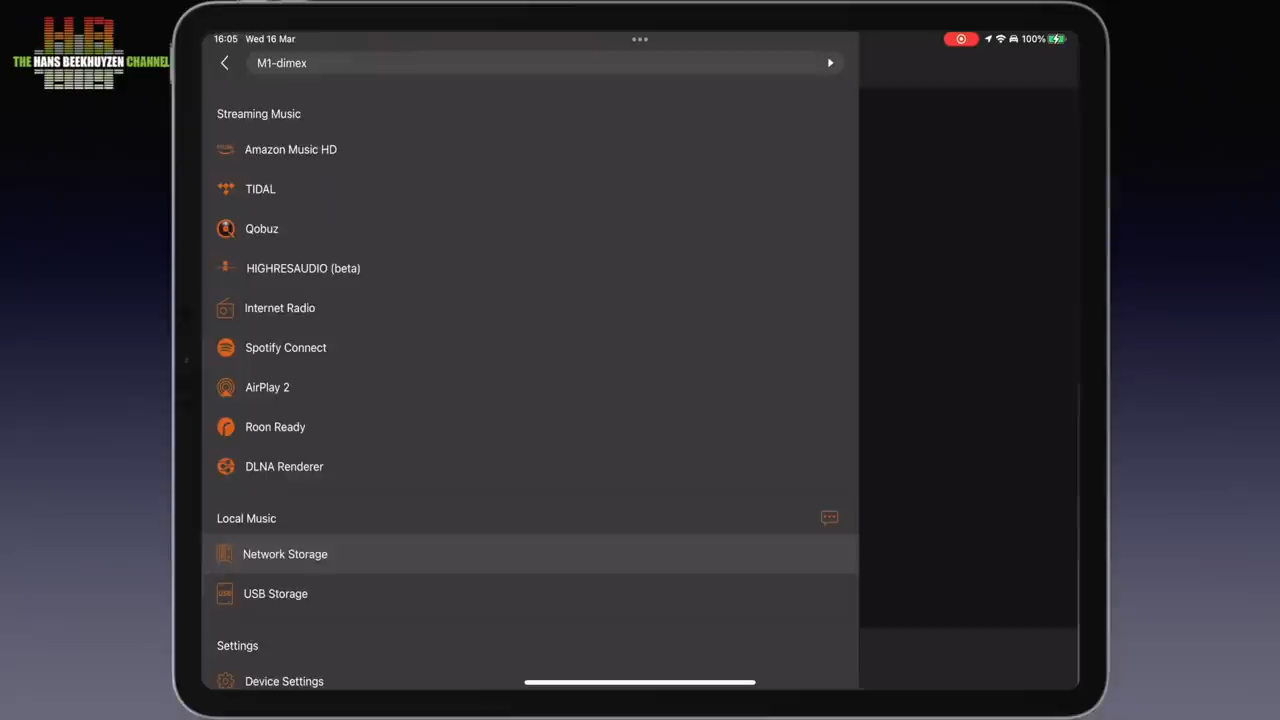 THE HANS BEEKHUYZEN CHANNEL
16:05 Wed 16 Mar
100%
M1-dimex
Streaming Music
Amazon Music HD
TIDAL
Qobuz
HIGHRESAUDIO (beta)
Internet Radio
Spotify Connect
AirPlay 2
Roon Ready
DLNA Renderer
Local Music
Network Storage
USB Storage
Settings
Device Settings